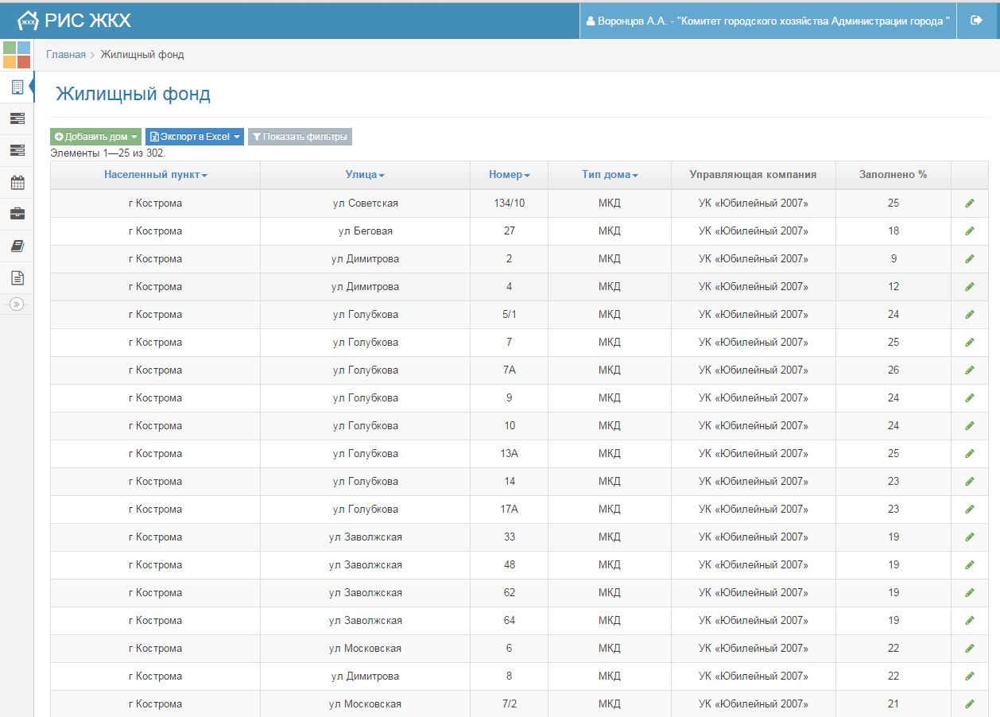 ЖКХ РИС ЖКХ Воронцов А.А. - "Комитет городского хозяйства Администрации города "
Главная > Жилищный фонд
Жилищный фонд
Добавить дом Экспорт в Excel Показать фильтры
Элементы 1—25 из 302.
Населенный пункт Улица Номер Тип дома Управляющая компания Заполнено %
г Кострома ул Советская 134/10 МКД УК «Юбилейный 2007» 25
г Кострома ул Беговая 27 МКД УК «Юбилейный 2007» 18
г Кострома ул Димитрова 2 МКД УК «Юбилейный 2007» 9
г Кострома ул Димитрова 4 МКД УК «Юбилейный 2007» 12
г Кострома ул Голубкова 5/1 МКД УК «Юбилейный 2007» 24
г Кострома ул Голубкова 7 МКД УК «Юбилейный 2007» 25
г Кострома ул Голубкова 7А МКД УК «Юбилейный 2007» 26
г Кострома ул Голубкова 9 МКД УК «Юбилейный 2007» 24
г Кострома ул Голубкова 10 МКД УК «Юбилейный 2007» 24
г Кострома ул Голубкова 13А МКД УК «Юбилейный 2007» 25
г Кострома ул Голубкова 14 МКД УК «Юбилейный 2007» 23
г Кострома ул Голубкова 17А МКД УК «Юбилейный 2007» 23
г Кострома ул Заволжская 33 МКД УК «Юбилейный 2007» 19
г Кострома ул Заволжская 48 МКД УК «Юбилейный 2007» 19
г Кострома ул Заволжская 62 МКД УК «Юбилейный 2007» 19
г Кострома ул Заволжская 64 МКД УК «Юбилейный 2007» 19
г Кострома ул Московская 6 МКД УК «Юбилейный 2007» 22
г Кострома ул Димитрова 8 МКД УК «Юбилейный 2007» 22
г Кострома ул Московская 7/2 МКД УК «Юбилейный 2007» 21